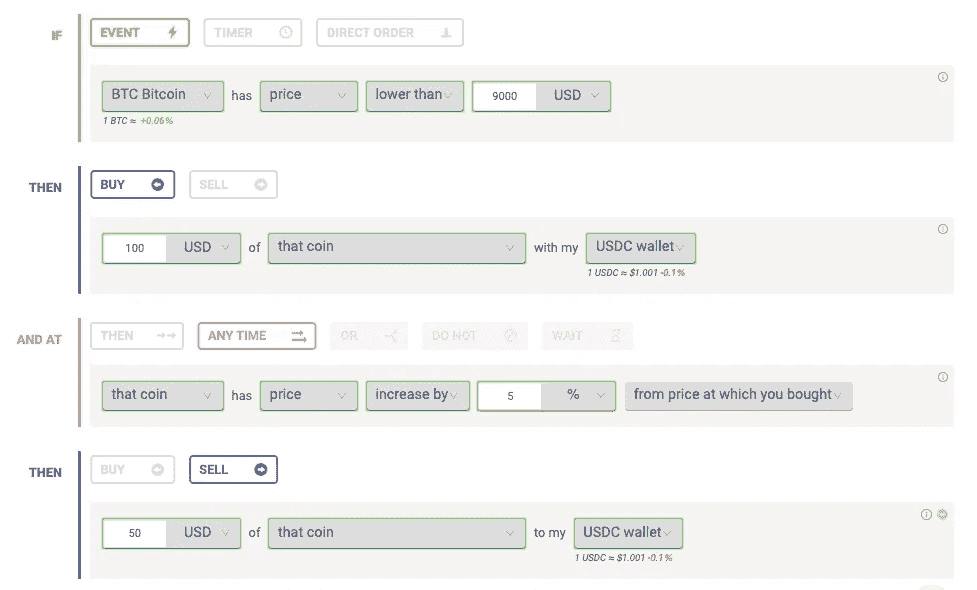 IF EVENT TIMER DIRECT ORDER
BTC Bitcoin has price lower than 9000 USD
1 BTC ≈ +0.06%
THEN BUY SELL
100 USD of that coin with my USDC wallet
1 USDC ≈ $1.001 -0.1%
AND AT THEN ANY TIME OR DO NOT WAIT
that coin has price increase by 5 % from price at which you bought
THEN BUY SELL
50 USD of that coin to my USDC wallet
1 USDC ≈ $1.001 -0.1%